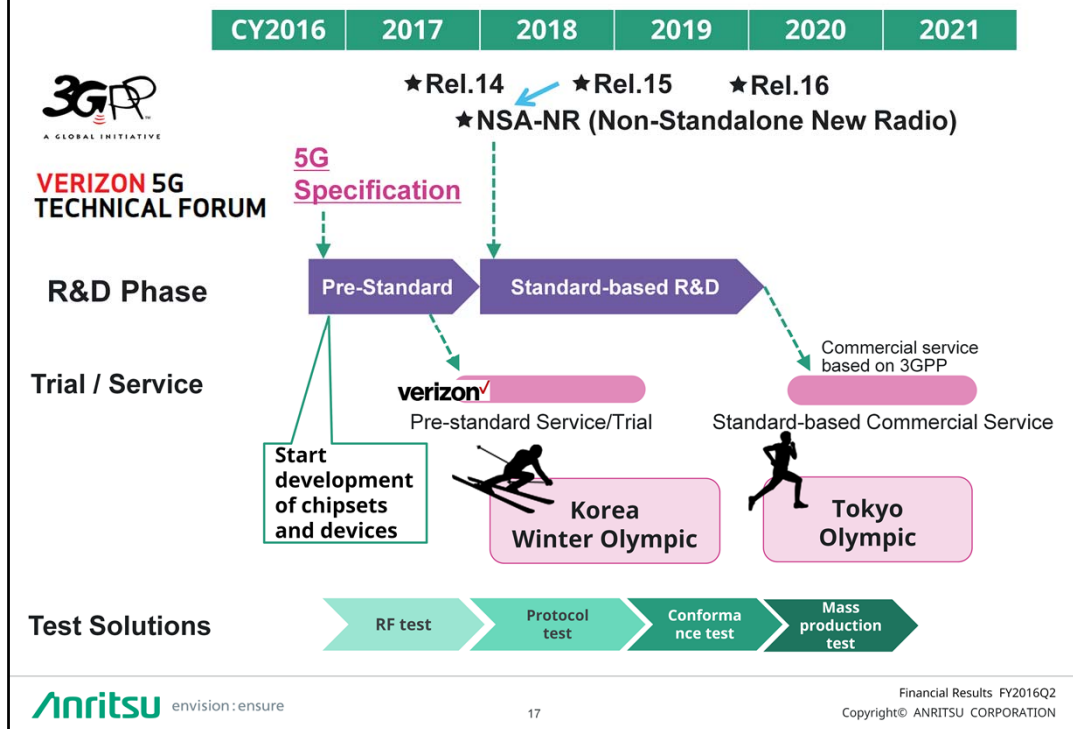 CY2016 2017 2018 2019 2020 2021
3GPP
A GLOBAL INITIATIVE
★Rel.14 ★Rel.15 ★Rel.16
★NSA-NR (Non-Standalone New Radio)
VERIZON 5G
TECHNICAL FORUM
5G
Specification
R&D Phase
Pre-Standard
Standard-based R&D
Trial / Service
verizon✓
Pre-standard Service/Trial
Commercial service
based on 3GPP
Standard-based Commercial Service
Start
development
of chipsets
and devices
Korea
Winter Olympic
Tokyo
Olympic
Test Solutions
RF test
Protocol
test
Conforma
nce test
Mass
production
test
Anritsu envision : ensure
17
Financial Results FY2016Q2
Copyright© ANRITSU CORPORATION